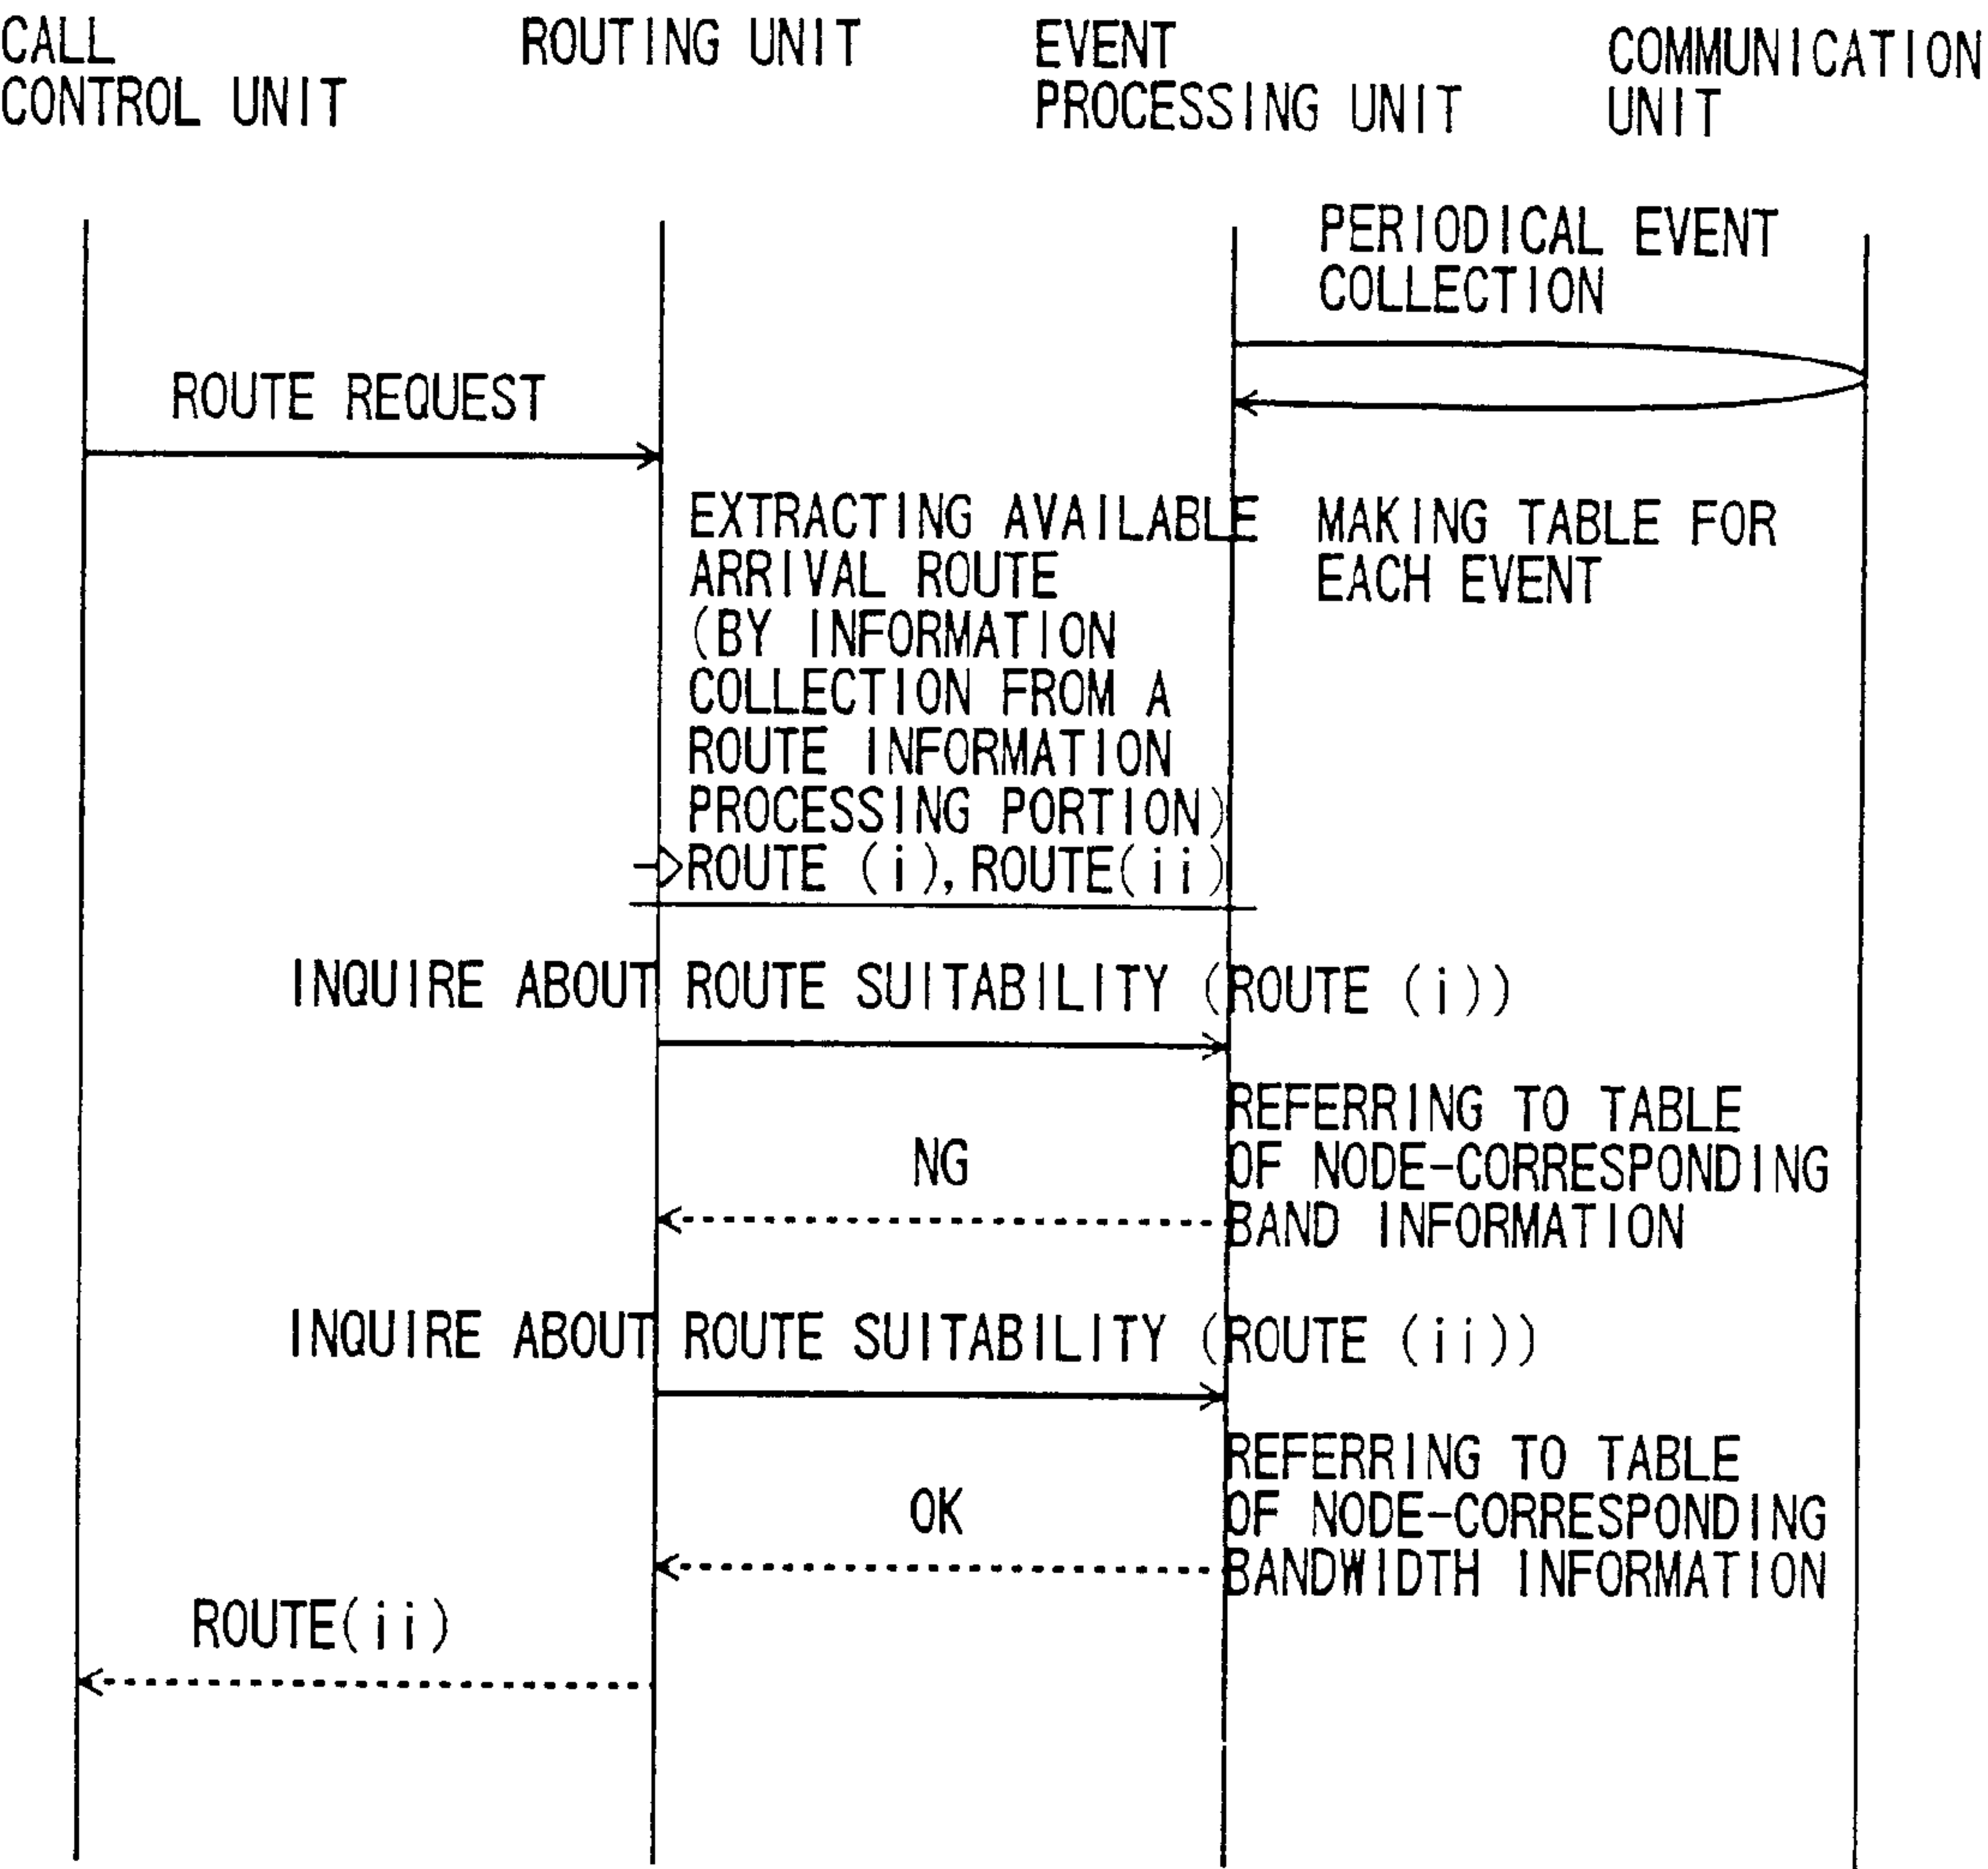 CALL
CONTROL UNIT
ROUTING UNIT
EVENT
PROCESSING UNIT
COMMUNICATION
UNIT
PERIODICAL EVENT
COLLECTION
ROUTE REQUEST
EXTRACTING AVAILABLE
ARRIVAL ROUTE
(BY INFORMATION
COLLECTION FROM A
ROUTE INFORMATION
PROCESSING PORTION)
ROUTE (i), ROUTE(ii)
MAKING TABLE FOR
EACH EVENT
INQUIRE ABOUT ROUTE SUITABILITY (ROUTE (i))
REFERRING TO TABLE
OF NODE-CORRESPONDING
BAND INFORMATION
NG
INQUIRE ABOUT ROUTE SUITABILITY (ROUTE (ii))
REFERRING TO TABLE
OF NODE-CORRESPONDING
BANDWIDTH INFORMATION
OK
ROUTE(ii)